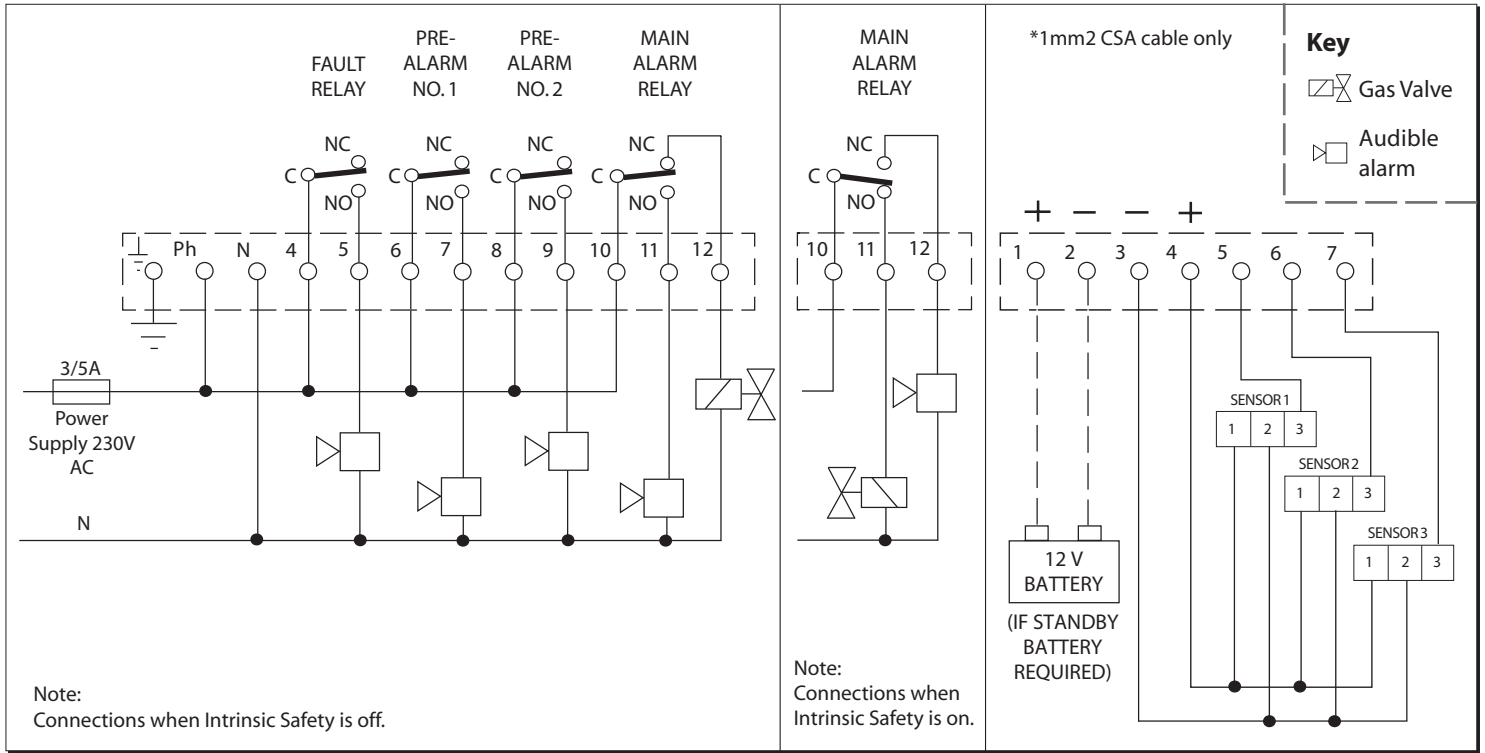 FAULT
RELAY
PRE-
ALARM
NO. 1
PRE-
ALARM
NO. 2
MAIN
ALARM
RELAY
NC
NC
NC
NC
C
C
C
C
NO
NO
NO
NO
Ph N 4 5 6 7 8 9 10 11 12
3/5A
Power
Supply 230V
AC
N
Note:
Connections when Intrinsic Safety is off.
MAIN
ALARM
RELAY
NC
C
NO
10 11 12
Note:
Connections when
Intrinsic Safety is on.
*1mm2 CSA cable only
Key
Gas Valve
Audible
alarm
+ − − +
1 2 3 4 5 6 7
SENSOR 1
1 2 3
SENSOR 2
1 2 3
SENSOR 3
1 2 3
12 V
BATTERY
(IF STANDBY
BATTERY
REQUIRED)